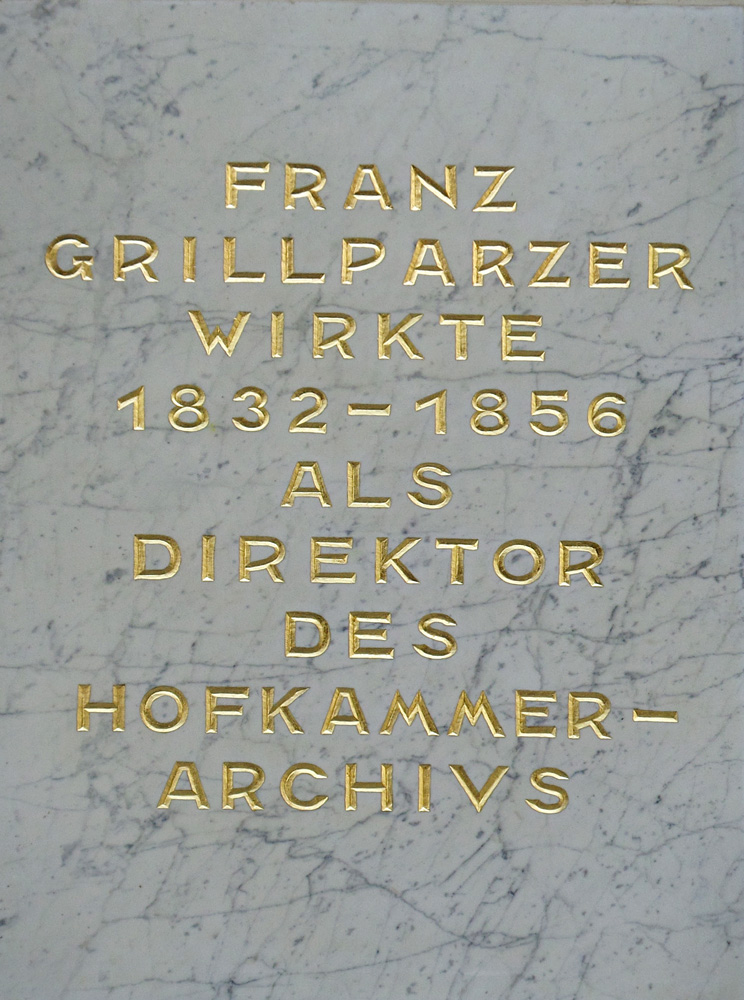 FRANZ
GRILLPARZER
WIRKTE
1832–1856
ALS
DIREKTOR
DES
HOFKAMMER-
ARCHIVS